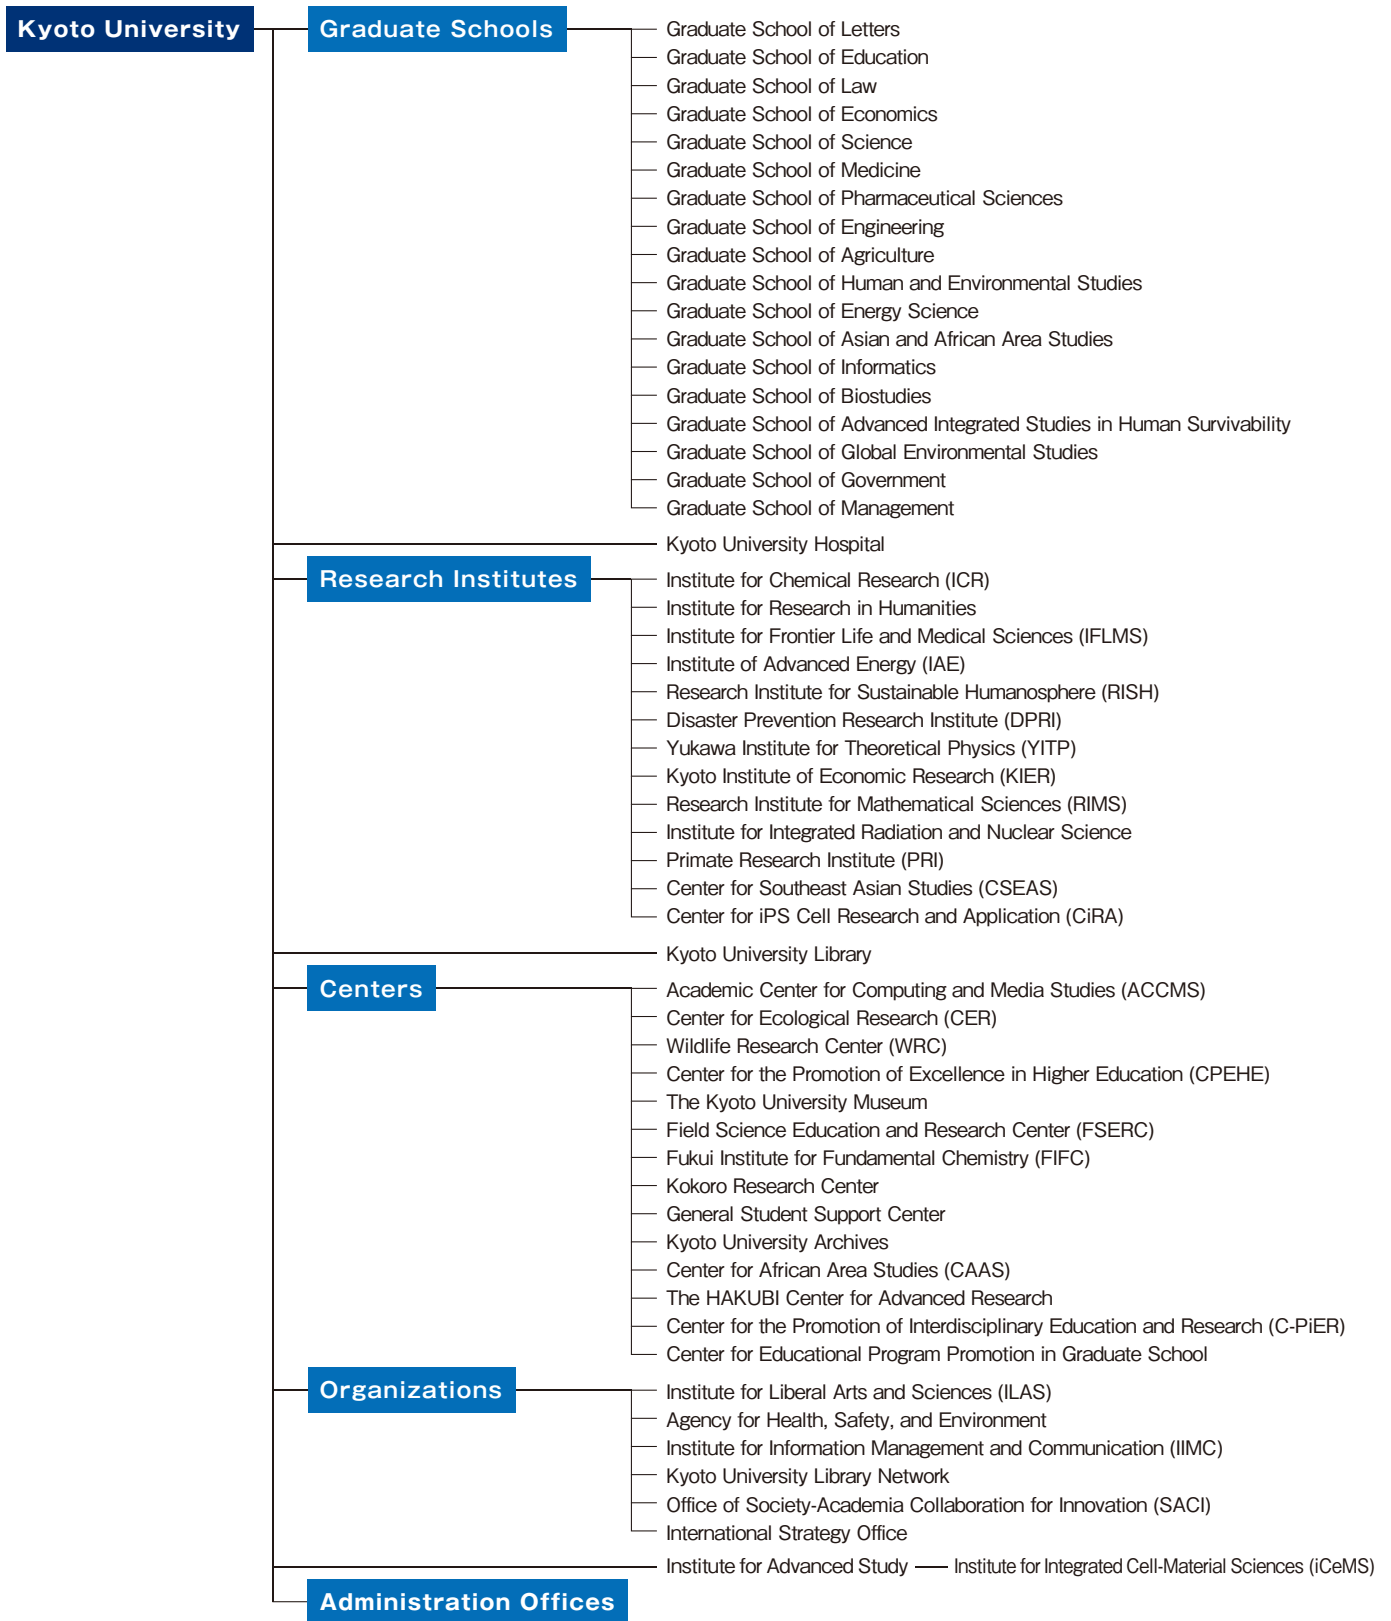 Kyoto University
Graduate Schools
Graduate School of Letters
Graduate School of Education
Graduate School of Law
Graduate School of Economics
Graduate School of Science
Graduate School of Medicine
Graduate School of Pharmaceutical Sciences
Graduate School of Engineering
Graduate School of Agriculture
Graduate School of Human and Environmental Studies
Graduate School of Energy Science
Graduate School of Asian and African Area Studies
Graduate School of Informatics
Graduate School of Biostudies
Graduate School of Advanced Integrated Studies in Human Survivability
Graduate School of Global Environmental Studies
Graduate School of Government
Graduate School of Management
Kyoto University Hospital
Research Institutes
Institute for Chemical Research (ICR)
Institute for Research in Humanities
Institute for Frontier Life and Medical Sciences (IFLMS)
Institute of Advanced Energy (IAE)
Research Institute for Sustainable Humanosphere (RISH)
Disaster Prevention Research Institute (DPRI)
Yukawa Institute for Theoretical Physics (YITP)
Kyoto Institute of Economic Research (KIER)
Research Institute for Mathematical Sciences (RIMS)
Institute for Integrated Radiation and Nuclear Science
Primate Research Institute (PRI)
Center for Southeast Asian Studies (CSEAS)
Center for iPS Cell Research and Application (CiRA)
Kyoto University Library
Centers
Academic Center for Computing and Media Studies (ACCMS)
Center for Ecological Research (CER)
Wildlife Research Center (WRC)
Center for the Promotion of Excellence in Higher Education (CPEHE)
The Kyoto University Museum
Field Science Education and Research Center (FSERC)
Fukui Institute for Fundamental Chemistry (FIFC)
Kokoro Research Center
General Student Support Center
Kyoto University Archives
Center for African Area Studies (CAAS)
The HAKUBI Center for Advanced Research
Center for the Promotion of Interdisciplinary Education and Research (C-PiER)
Center for Educational Program Promotion in Graduate School
Organizations
Institute for Liberal Arts and Sciences (ILAS)
Agency for Health, Safety, and Environment
Institute for Information Management and Communication (IIMC)
Kyoto University Library Network
Office of Society-Academia Collaboration for Innovation (SACI)
International Strategy Office
Institute for Advanced Study
Institute for Integrated Cell-Material Sciences (iCeMS)
Administration Offices